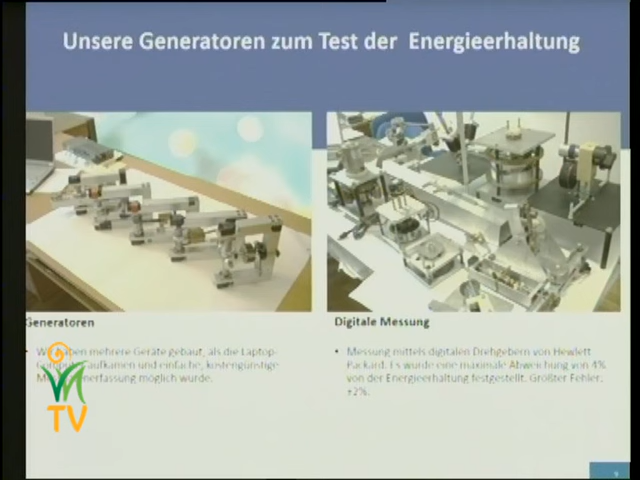 Unsere Generatoren zum Test der Energieerhaltung
Generatoren
Wir haben mehrere Geräte gebaut, als die Laptop-
Computer aufkamen und einfache, kostengünstige
wurde.
Digitale Messung
• Messung mittels digitalen Drehgebern von Hewlett
Packard. Es wurde eine maximale Abweichung von 4%
von der Energieerhaltung festgestellt. Größter Fehler,
±2%.
TV
9